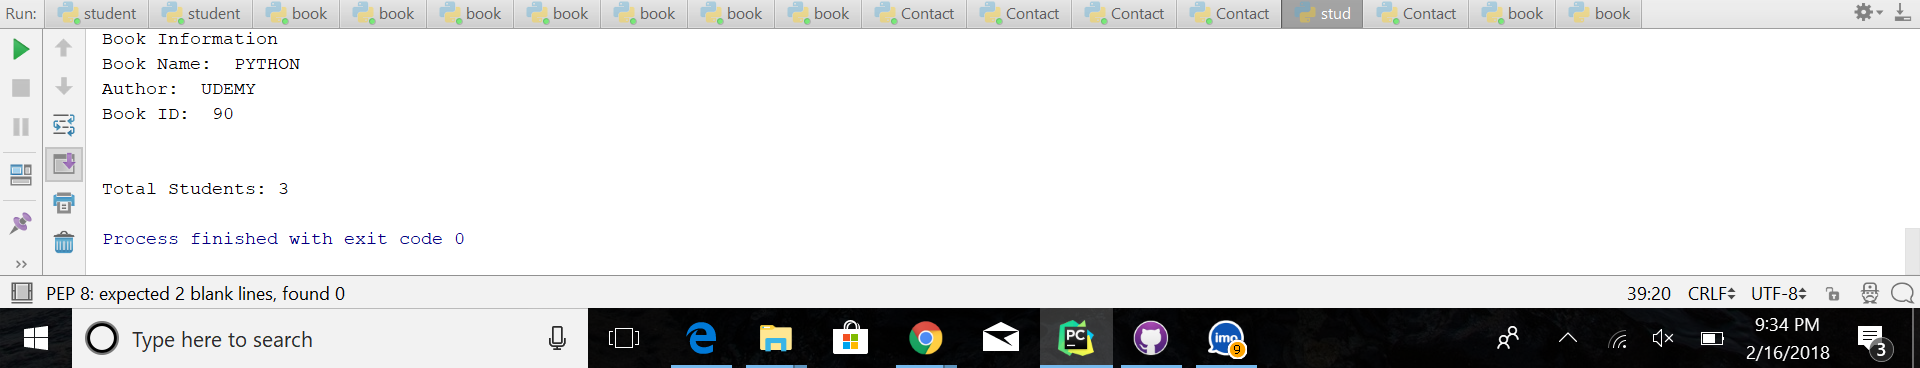 Run: student student book book book book book book book Contact Contact Contact Contact stud Contact book book
Book Information
Book Name:  PYTHON
Author:  UDEMY
Book ID:  90
Total Students: 3
Process finished with exit code 0
PEP 8: expected 2 blank lines, found 0 39:20 CRLF UTF-8
Type here to search
PC
imo
9
9:34 PM
2/16/2018
3